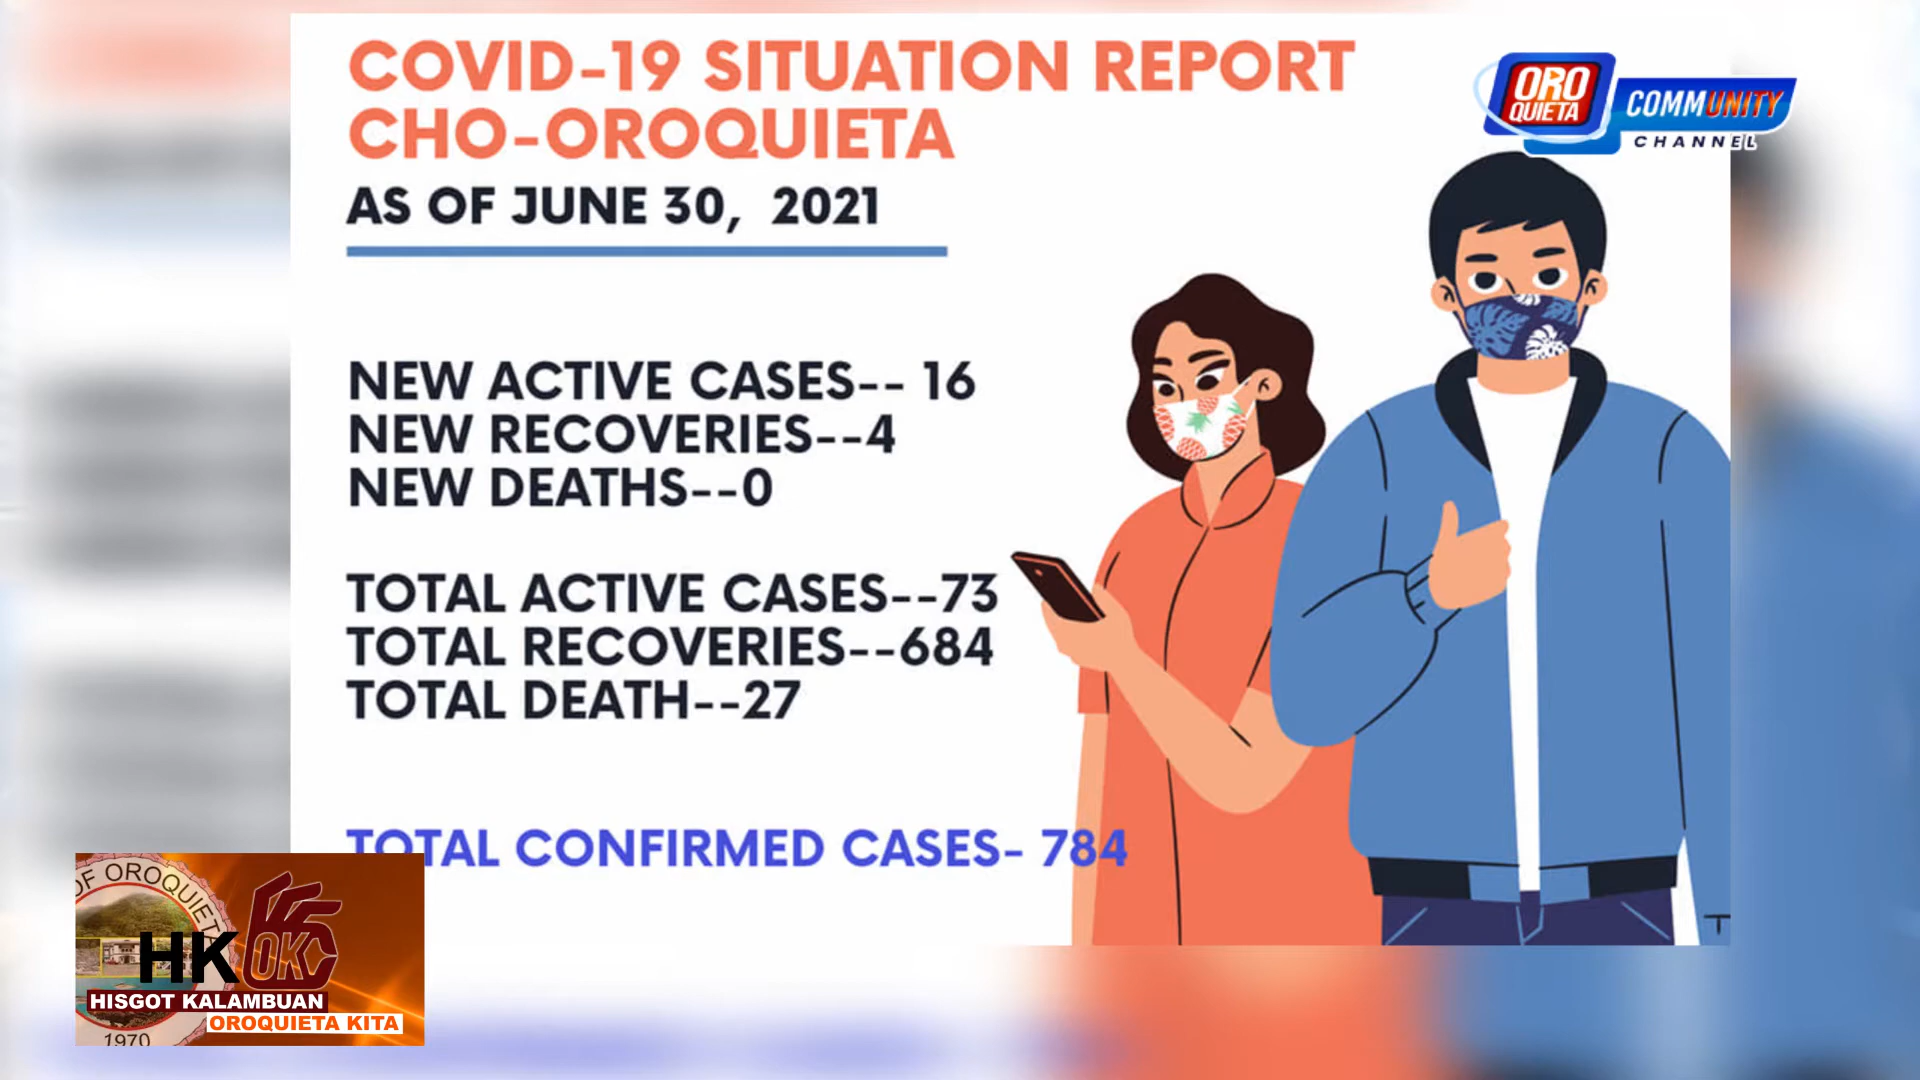 COVID-19 SITUATION REPORT
CHO-OROQUIETA
AS OF JUNE 30, 2021
ORO
QUIETA
COMMUNITY
CHANNEL
NEW ACTIVE CASES-- 16
NEW RECOVERIES--4
NEW DEATHS--0
TOTAL ACTIVE CASES--73
TOTAL RECOVERIES--684
TOTAL DEATH--27
TOTAL CONFIRMED CASES- 784
OF OROQUIET
HK
OK
HISGOT KALAMBUAN
OROQUIETA KITA
1970